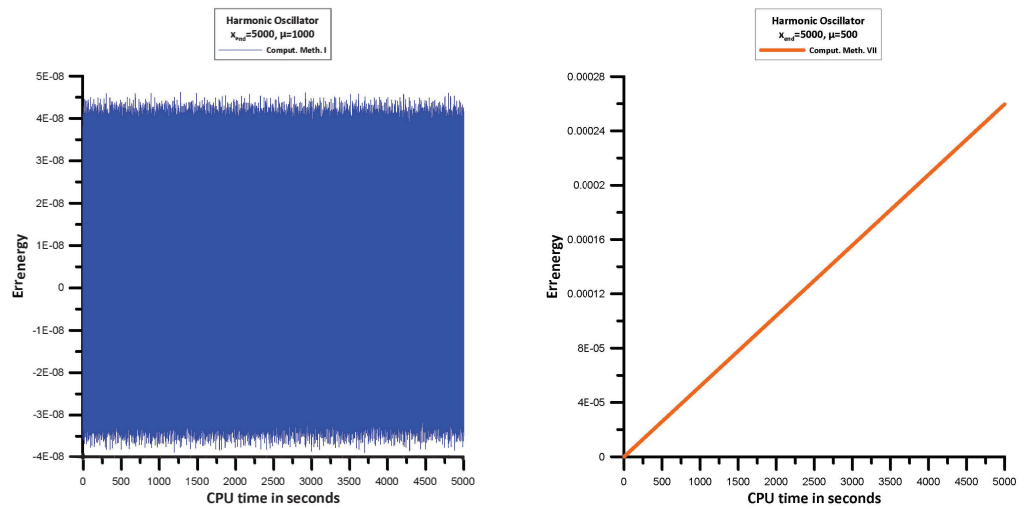 Harmonic Oscillator
x_end=5000, μ=1000
Comput. Meth. I
5E-08
4E-08
3E-08
2E-08
1E-08
0
-1E-08
-2E-08
-3E-08
-4E-08
Errenergy
0 500 1000 1500 2000 2500 3000 3500 4000 4500 5000
CPU time in seconds
Harmonic Oscillator
x_end=5000, μ=500
Comput. Meth. VII
0.00028
0.00024
0.0002
0.00016
0.00012
8E-05
4E-05
0
Errenergy
0 500 1000 1500 2000 2500 3000 3500 4000 4500 5000
CPU time in seconds